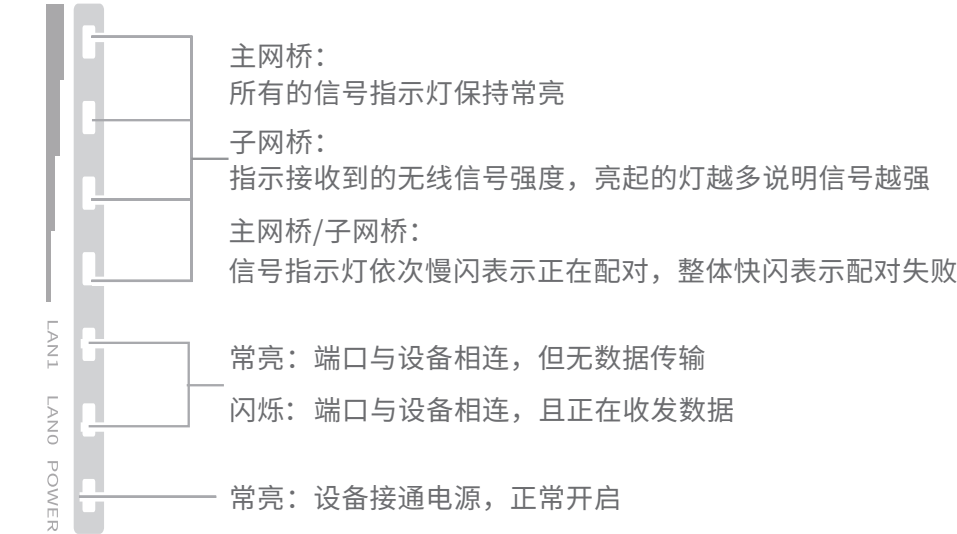 主网桥：
所有的信号指示灯保持常亮
子网桥：
指示接收到的无线信号强度，亮起的灯越多说明信号越强
主网桥/子网桥：
信号指示灯依次慢闪表示正在配对，整体快闪表示配对失败
LAN1
常亮：端口与设备相连，但无数据传输
LAN0
闪烁：端口与设备相连，且正在收发数据
POWER
常亮：设备接通电源，正常开启